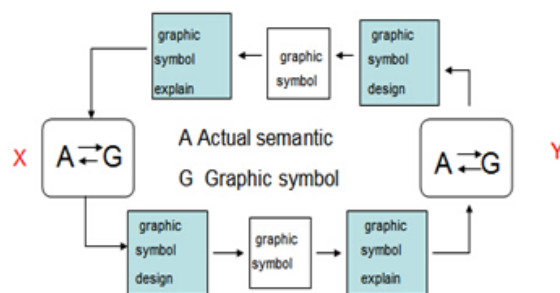 graphic
symbol
explain
graphic
symbol
graphic
symbol
design
X
A G
A Actual semantic
G Graphic symbol
A G
Y
graphic
symbol
design
graphic
symbol
graphic
symbol
explain